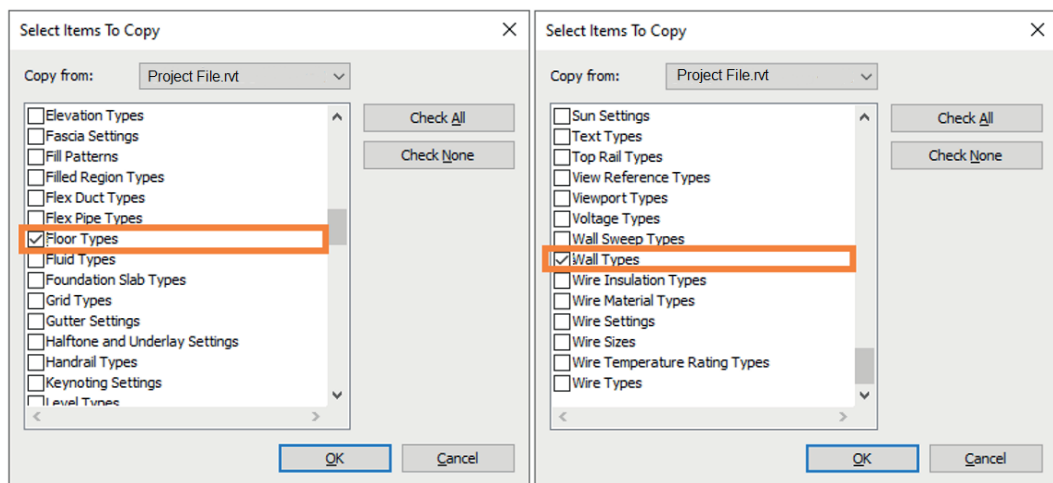 Select Items To Copy
Copy from: Project File.rvt
Elevation Types
Fascia Settings
Fill Patterns
Filled Region Types
Flex Duct Types
Flex Pipe Types
Floor Types
Fluid Types
Foundation Slab Types
Grid Types
Gutter Settings
Halftone and Underlay Settings
Handrail Types
Keynoting Settings
Level Types
Check All
Check None
OK
Cancel
Select Items To Copy
Copy from: Project File.rvt
Sun Settings
Text Types
Top Rail Types
View Reference Types
Viewport Types
Voltage Types
Wall Sweep Types
Wall Types
Wire Insulation Types
Wire Material Types
Wire Settings
Wire Sizes
Wire Temperature Rating Types
Wire Types
Check All
Check None
OK
Cancel